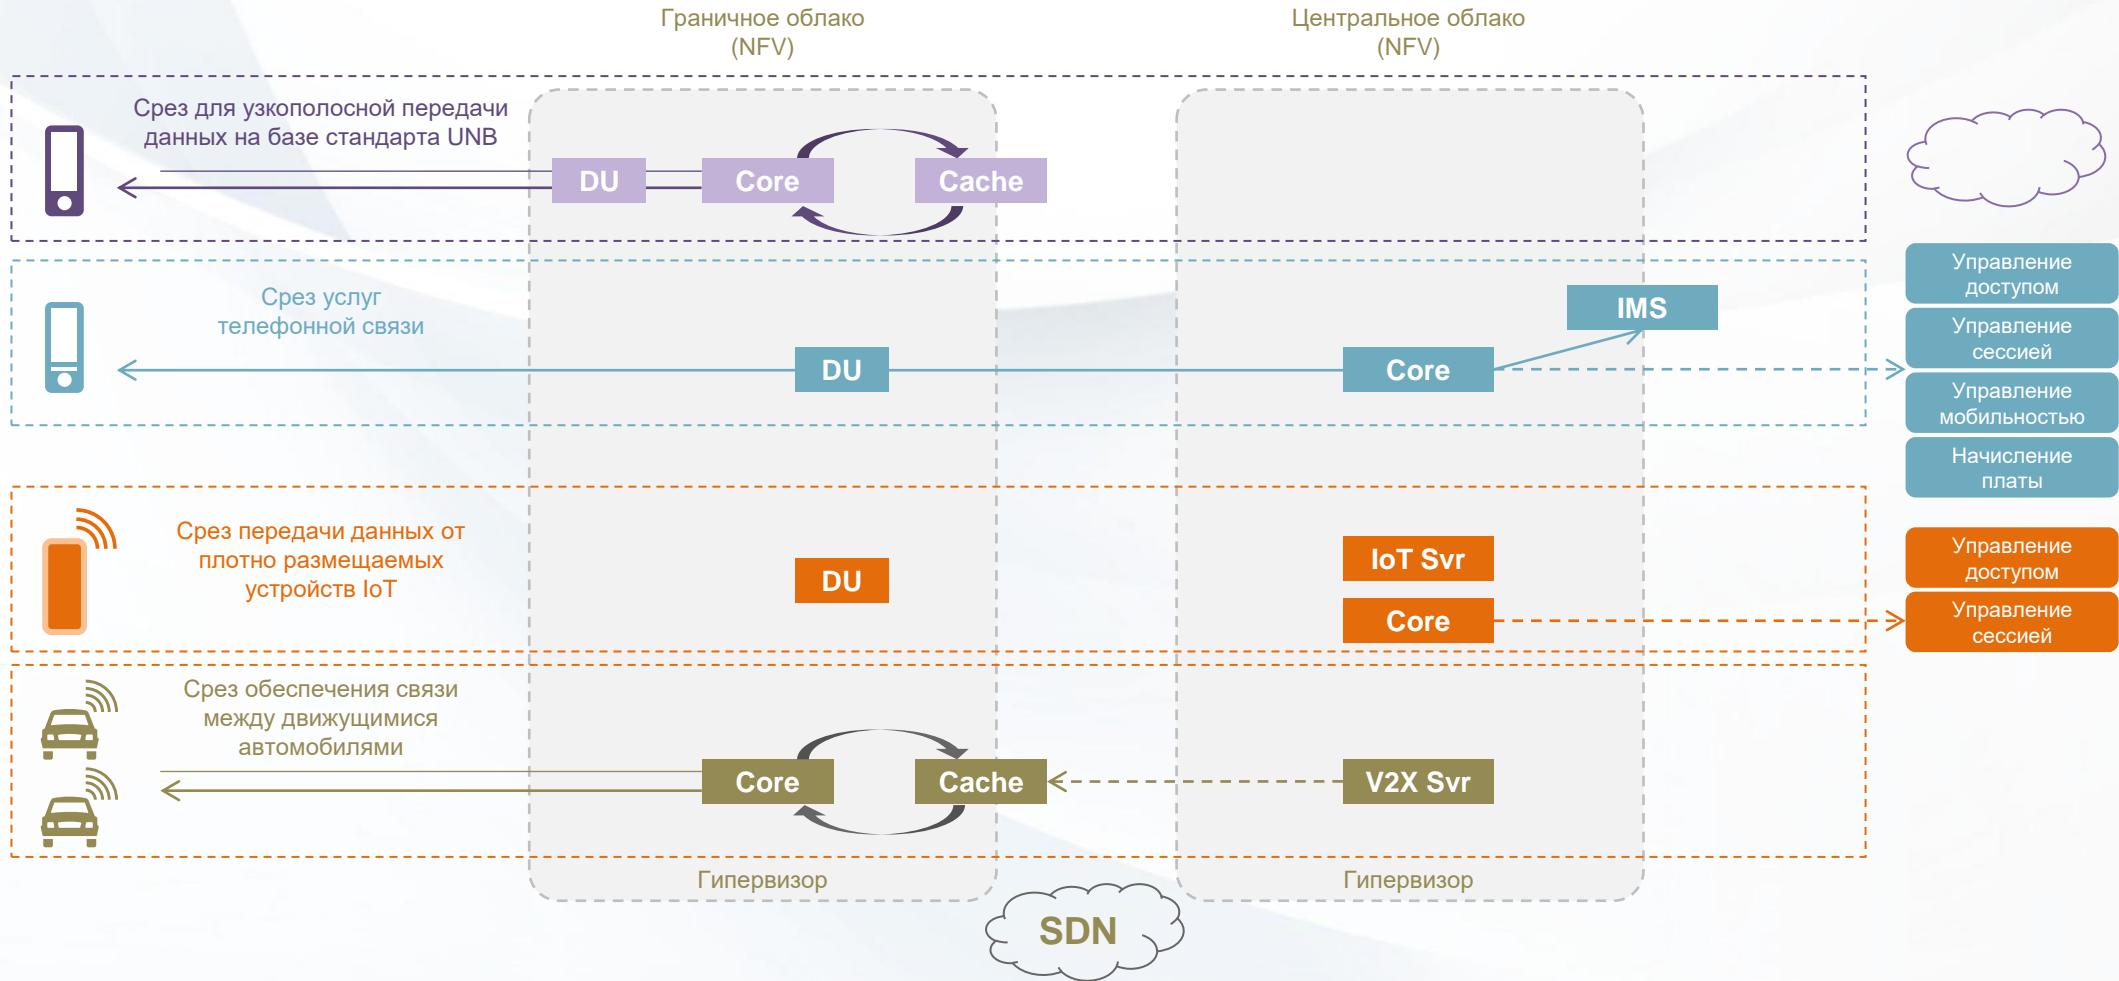 Граничное облако
(NFV)
Центральное облако
(NFV)
Срез для узкополосной передачи
данных на базе стандарта UNB
DU
Core
Cache
Срез услуг
телефонной связи
DU
Core
IMS
Управление
доступом
Управление
сессией
Управление
мобильностью
Начисление
платы
Срез передачи данных от
плотно размещаемых
устройств IoT
DU
IoT Svr
Core
Управление
доступом
Управление
сессией
Срез обеспечения связи
между движущимися
автомобилями
Core
Cache
V2X Svr
Гипервизор
Гипервизор
SDN